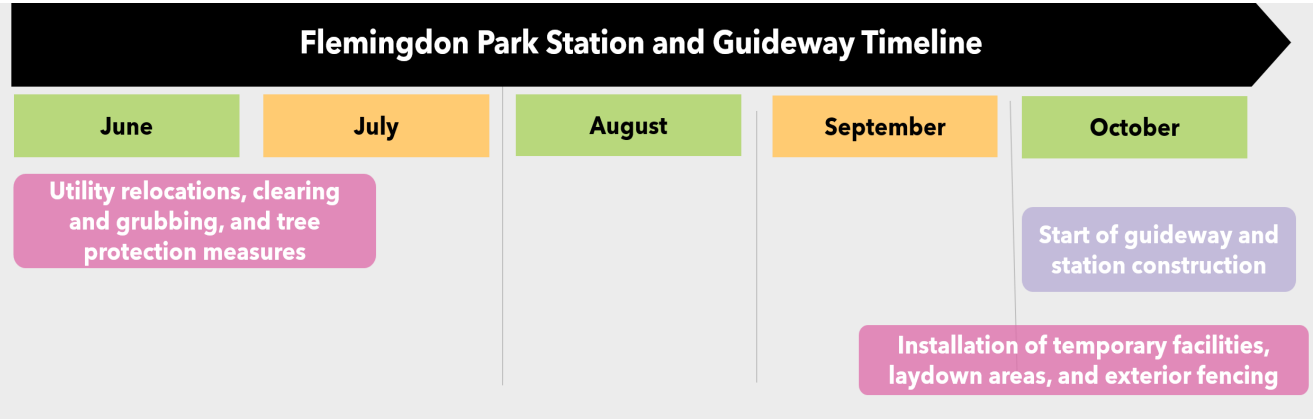 Flemingdon Park Station and Guideway Timeline
June
July
August
September
October
Utility relocations, clearing
and grubbing, and tree
protection measures
Start of guideway and
station construction
Installation of temporary facilities,
laydown areas, and exterior fencing